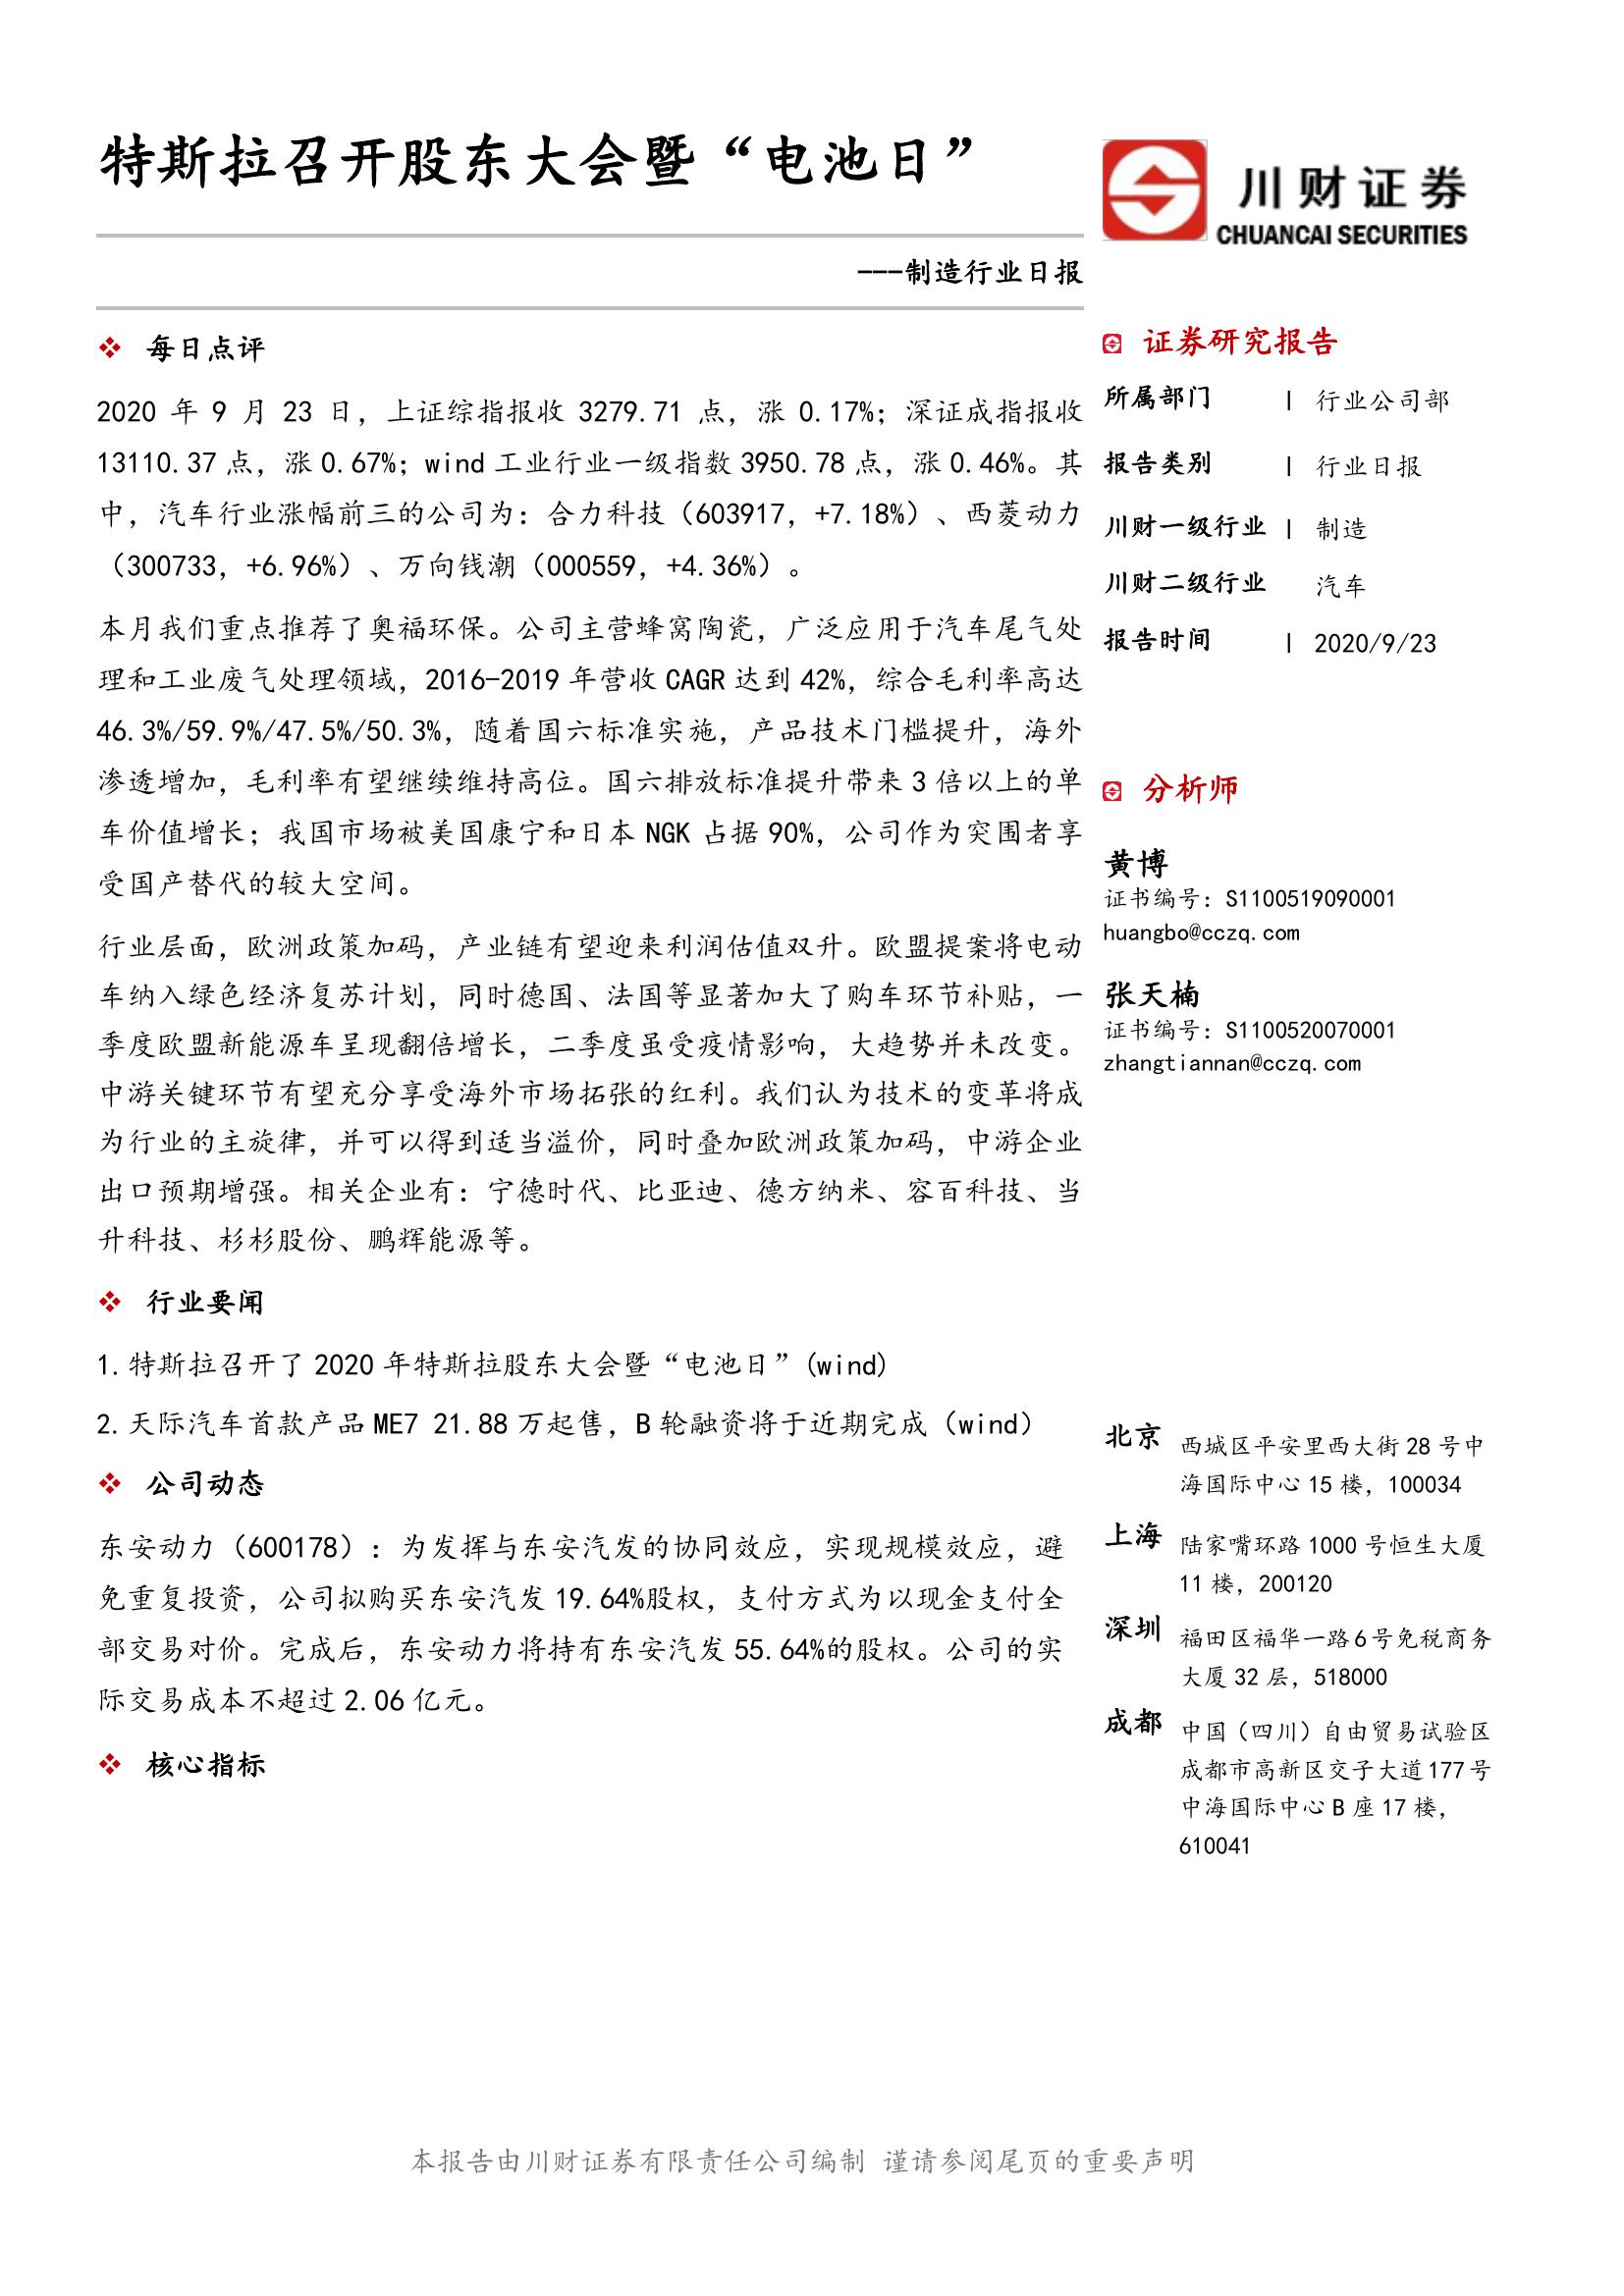 特斯拉召开股东大会暨“电池日”
---制造行业日报
每日点评
2020 年 9 月 23 日，上证综指报收 3279.71 点，涨 0.17%；深证成指报收
13110.37 点，涨 0.67%；wind 工业行业一级指数 3950.78 点，涨 0.46%。其
中，汽车行业涨幅前三的公司为：合力科技（603917，+7.18%）、西菱动力
（300733，+6.96%）、万向钱潮（000559，+4.36%）。
本月我们重点推荐了奥福环保。公司主营蜂窝陶瓷，广泛应用于汽车尾气处
理和工业废气处理领域，2016-2019 年营收 CAGR 达到 42%，综合毛利率高达
46.3%/59.9%/47.5%/50.3%，随着国六标准实施，产品技术门槛提升，海外
渗透增加，毛利率有望继续维持高位。国六排放标准提升带来 3 倍以上的单
车价值增长；我国市场被美国康宁和日本 NGK 占据 90%，公司作为突围者享
受国产替代的较大空间。
行业层面，欧洲政策加码，产业链有望迎来利润估值双升。欧盟提案将电动
车纳入绿色经济复苏计划，同时德国、法国等显著加大了购车环节补贴，一
季度欧盟新能源车呈现翻倍增长，二季度虽受疫情影响，大趋势并未改变。
中游关键环节有望充分享受海外市场拓张的红利。我们认为技术的变革将成
为行业的主旋律，并可以得到适当溢价，同时叠加欧洲政策加码，中游企业
出口预期增强。相关企业有：宁德时代、比亚迪、德方纳米、容百科技、当
升科技、杉杉股份、鹏辉能源等。
行业要闻
1.特斯拉召开了 2020 年特斯拉股东大会暨“电池日”(wind)
2.天际汽车首款产品 ME7 21.88 万起售，B 轮融资将于近期完成（wind）
公司动态
东安动力（600178）：为发挥与东安汽发的协同效应，实现规模效应，避
免重复投资，公司拟购买东安汽发 19.64%股权，支付方式为以现金支付全
部交易对价。完成后，东安动力将持有东安汽发 55.64%的股权。公司的实
际交易成本不超过 2.06 亿元。
核心指标
川财证券
CHUANCAI SECURITIES
证券研究报告
所属部门 | 行业公司部
报告类别 | 行业日报
川财一级行业 | 制造
川财二级行业 汽车
报告时间 | 2020/9/23
分析师
黄博
证书编号：S1100519090001
huangbo@cczq.com
张天楠
证书编号：S1100520070001
zhangtiannan@cczq.com
北京 西城区平安里西大街 28 号中
海国际中心 15 楼，100034
上海 陆家嘴环路 1000 号恒生大厦
11 楼，200120
深圳 福田区福华一路 6 号免税商务
大厦 32 层，518000
成都 中国（四川）自由贸易试验区
成都市高新区交子大道 177 号
中海国际中心 B 座 17 楼，
610041
本报告由川财证券有限责任公司编制 谨请参阅尾页的重要声明